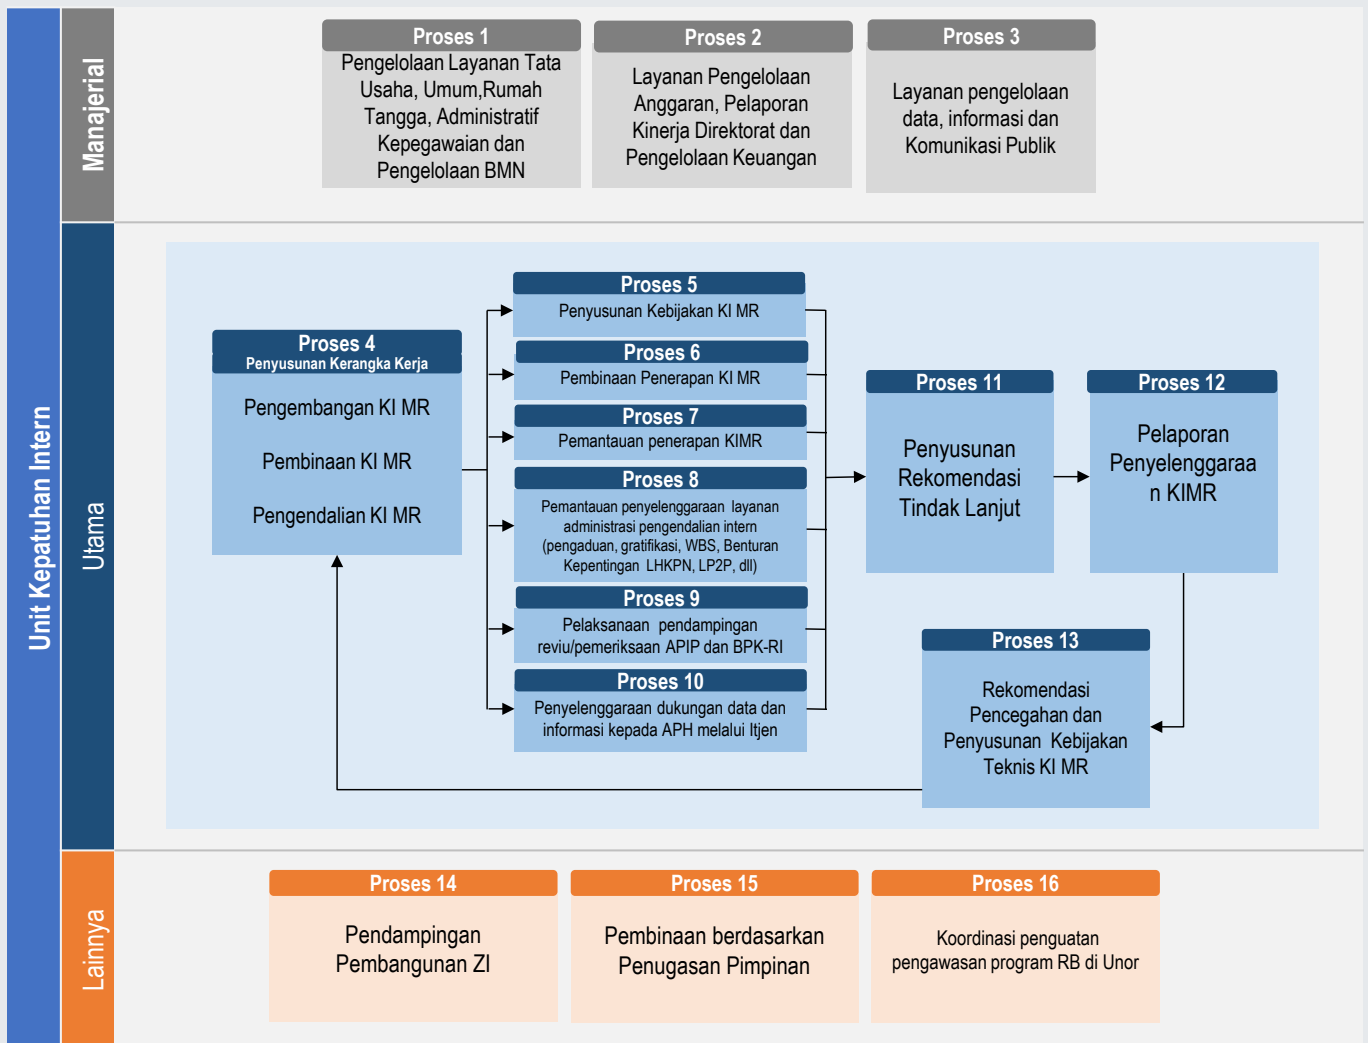 Unit Kepatuhan Intern
Manajerial
Proses 1
Pengelolaan Layanan Tata
Usaha, Umum,Rumah
Tangga, Administratif
Kepegawaian dan
Pengelolaan BMN
Proses 2
Layanan Pengelolaan
Anggaran, Pelaporan
Kinerja Direktorat dan
Pengelolaan Keuangan
Proses 3
Layanan pengelolaan
data, informasi dan
Komunikasi Publik
Utama
Proses 4
Penyusunan Kerangka Kerja
Pengembangan KI MR
Pembinaan KI MR
Pengendalian KI MR
Proses 5
Penyusunan Kebijakan KI MR
Proses 6
Pembinaan Penerapan KI MR
Proses 7
Pemantauan penerapan KIMR
Proses 8
Pemantauan penyelenggaraan layanan
administrasi pengendalian intern
(pengaduan, gratifikasi, WBS, Benturan
Kepentingan LHKPN, LP2P, dll)
Proses 9
Pelaksanaan pendampingan
reviu/pemeriksaan APIP dan BPK-RI
Proses 10
Penyelenggaraan dukungan data dan
informasi kepada APH melalui Itjen
Proses 11
Penyusunan
Rekomendasi
Tindak Lanjut
Proses 12
Pelaporan
Penyelenggaraa
n KIMR
Proses 13
Rekomendasi
Pencegahan dan
Penyusunan Kebijakan
Teknis KI MR
Lainnya
Proses 14
Pendampingan
Pembangunan ZI
Proses 15
Pembinaan berdasarkan
Penugasan Pimpinan
Proses 16
Koordinasi penguatan
pengawasan program RB di Unor